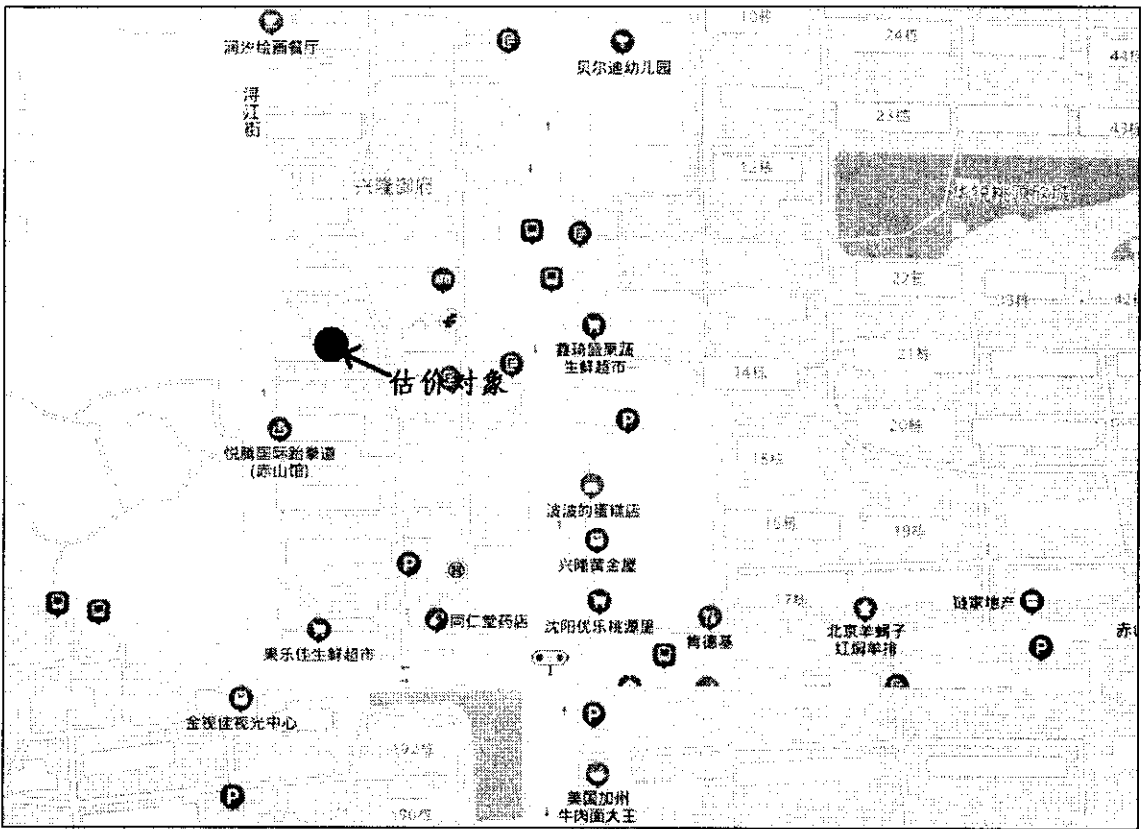 10栋
24栋
润汐绘画餐厅
贝尔迪幼儿园
浔江街
23栋
12栋
兴隆御府
22栋
鑫琦盛果蔬
生鲜超市
21栋
14栋
估价对象
20栋
悦腾国际跆拳道
(赤山馆)
波波的蛋糕店
19栋
兴隆黄金屋
17栋
链家地产
同仁堂药店
沈阳优乐桃源里
肯德基
北京羊蝎子
红焖羊排
果乐佳生鲜超市
P
金视佳视光中心
P
美国加州
牛肉面大王
P